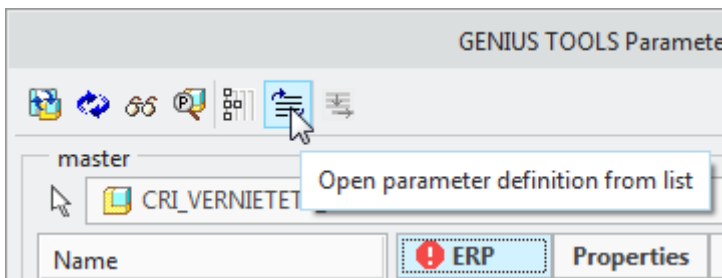 GENIUS TOOLS Paramete
master
Open parameter definition from list
CRI_VERNIETET
Name
ERP
Properties